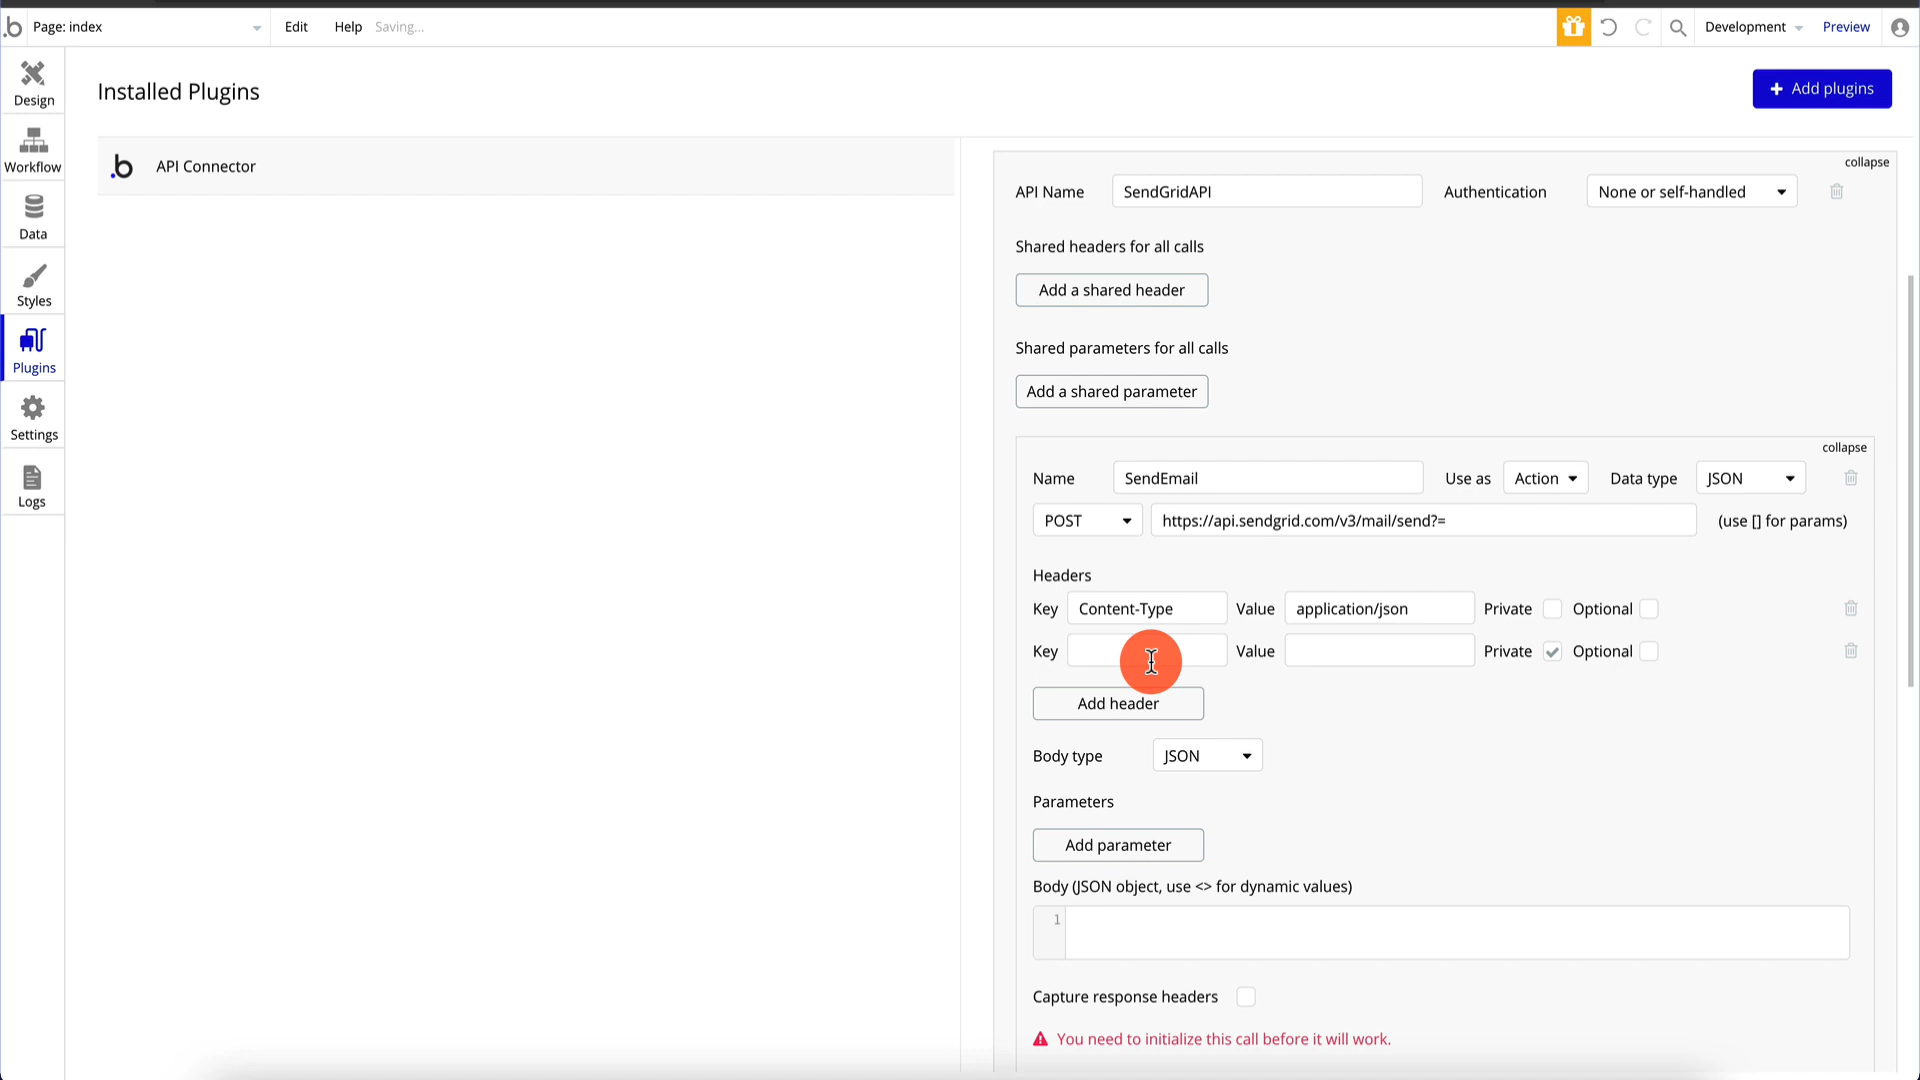 Page: index
Edit
Help
Saving...
Development
Preview
Design
Workflow
Data
Styles
Plugins
Settings
Logs
Installed Plugins
+ Add plugins
.b API Connector
collapse
API Name SendGridAPI Authentication None or self-handled
Shared headers for all calls
Add a shared header
Shared parameters for all calls
Add a shared parameter
collapse
Name SendEmail Use as Action Data type JSON
POST https://api.sendgrid.com/v3/mail/send?= (use [] for params)
Headers
Key Content-Type Value application/json Private Optional
Key Value Private Optional
Add header
Body type JSON
Parameters
Add parameter
Body (JSON object, use <> for dynamic values)
1
Capture response headers
You need to initialize this call before it will work.